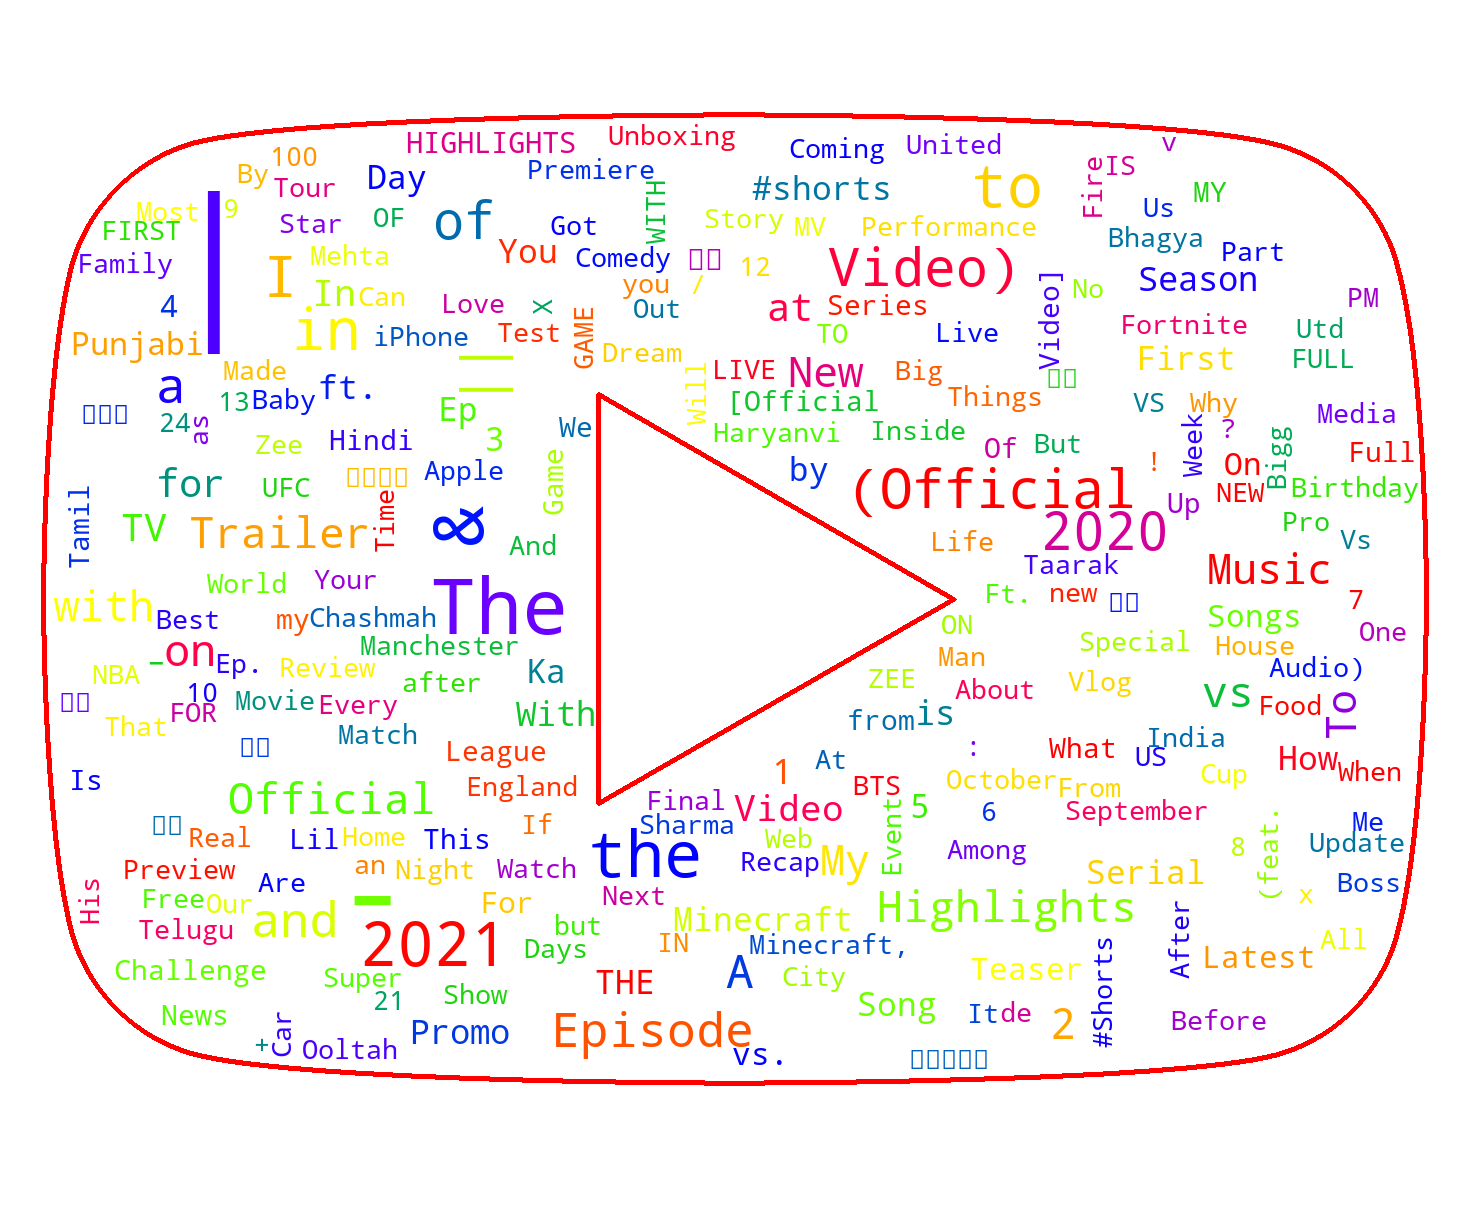 HIGHLIGHTS Unboxing
100 Coming United v
By Tour Day Premiere WITH #shorts to Fire IS
Most 9 Star OF of Got Story MV Performance Us MY
FIRST | You Comedy Bhagya Part
Family I Mehta 12 Video) Season
4 In Can Love X you / Out at Series Video] No PM
Punjabi in iPhone Test GAME Dream TO Live Fortnite Utd
Made || Will LIVE New Big First FULL
a 13 Baby ft. Ep [Official Things VS Why Media
24 as Zee Hindi 3 We Haryanvi Inside Of But Week ? Bigg Full
for UFC Apple Game by (Official ! On NEW Birthday
Tamil TV Trailer Time & And Life 2020 Up Pro Vs
World Your Taarak Music
with Best my Chashmah The Ft. new Songs 7
on Manchester ON Special House One
NBA – Ep. Review Ka Man Audio)
10 after ZEE About Vlog vs
That FOR Movie Every With from is Food To
Match League : What US India
Is England 1 At BTS October From Cup How When
Official Final Video 5 6 September
Real Lil Home This If Sharma Web Event Among 8 Me Update
Preview an Night Watch the Recap My Serial (feat. Boss
His Free Our Are - For Next Highlights x
Telugu and 2021 but Days IN Minecraft Minecraft, After All
Challenge Super THE A City Teaser Latest
News 21 Show Song It de 2 #Shorts Before
+ Car Ooltah Promo Episode vs.